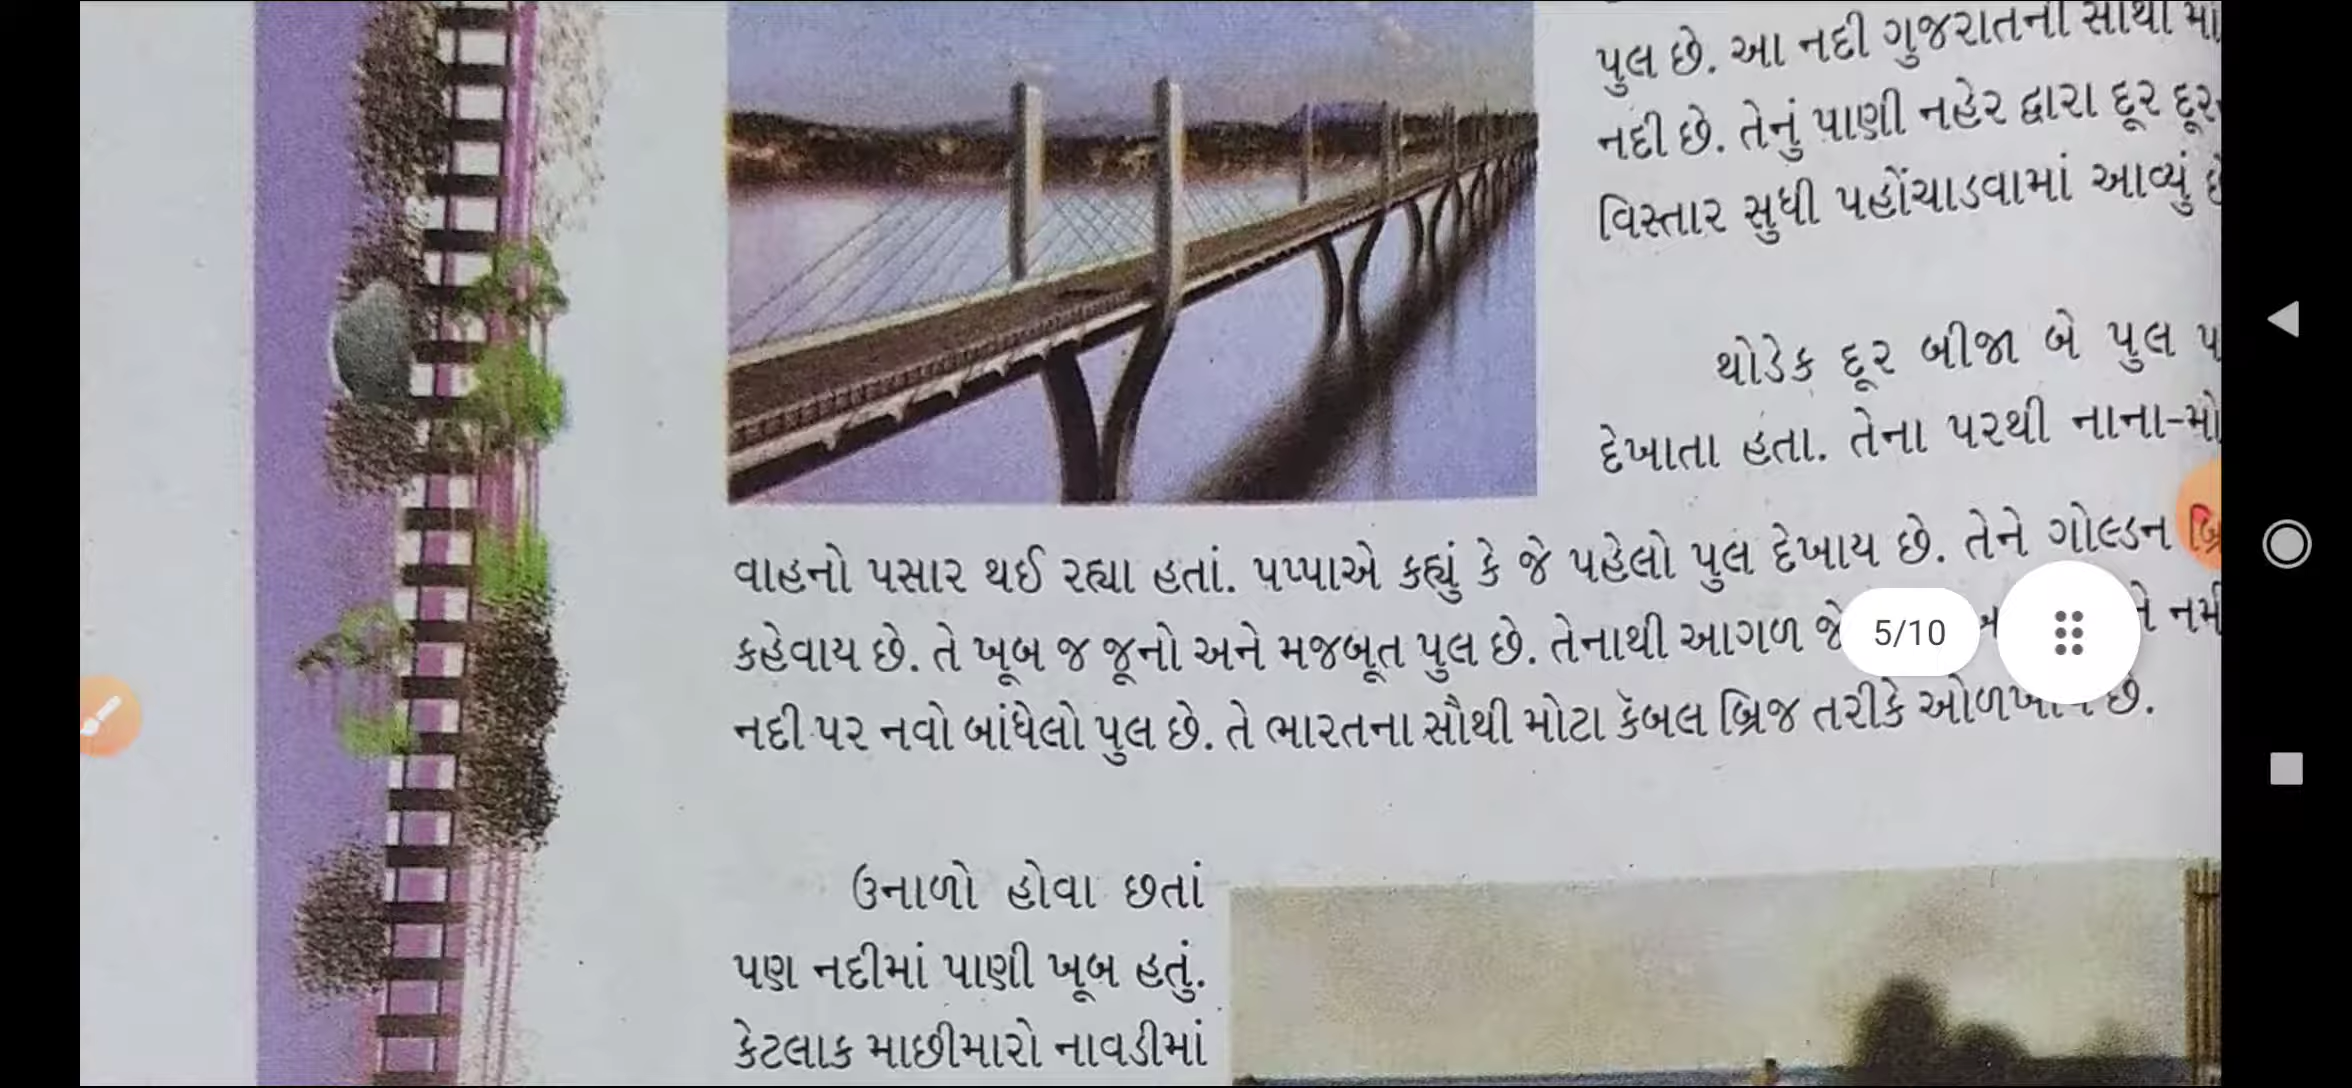 પુલ છે. આ નદી ગુજરાતની સૌથી
નદી છે. તેનું પાણી નહેર દ્વારા દૂર દૂર
વિસ્તાર સુધી પહોંચાડવામાં આવ્યું
થોડેક દૂર બીજા બે પુલ
દેખાતા હતા. તેના પરથી નાના-મો
વાહનો પસાર થઈ રહ્યા હતાં. પપ્પાએ કહ્યું કે જે પહેલો પુલ દેખાય છે. તેને ગોલ્ડન બ્રિ
કહેવાય છે. તે ખૂબ જ જૂનો અને મજબૂત પુલ છે. તેનાથી આગળ જે
5/10
નદી પર નવો બાંધેલો પુલ છે. તે ભારતના સૌથી મોટા કૅબલ બ્રિજ તરીકે છે.
ઉનાળો હોવા છતાં
પણ નદીમાં પાણી ખૂબ હતું.
કેટલાક માછીમારો નાવડીમાં